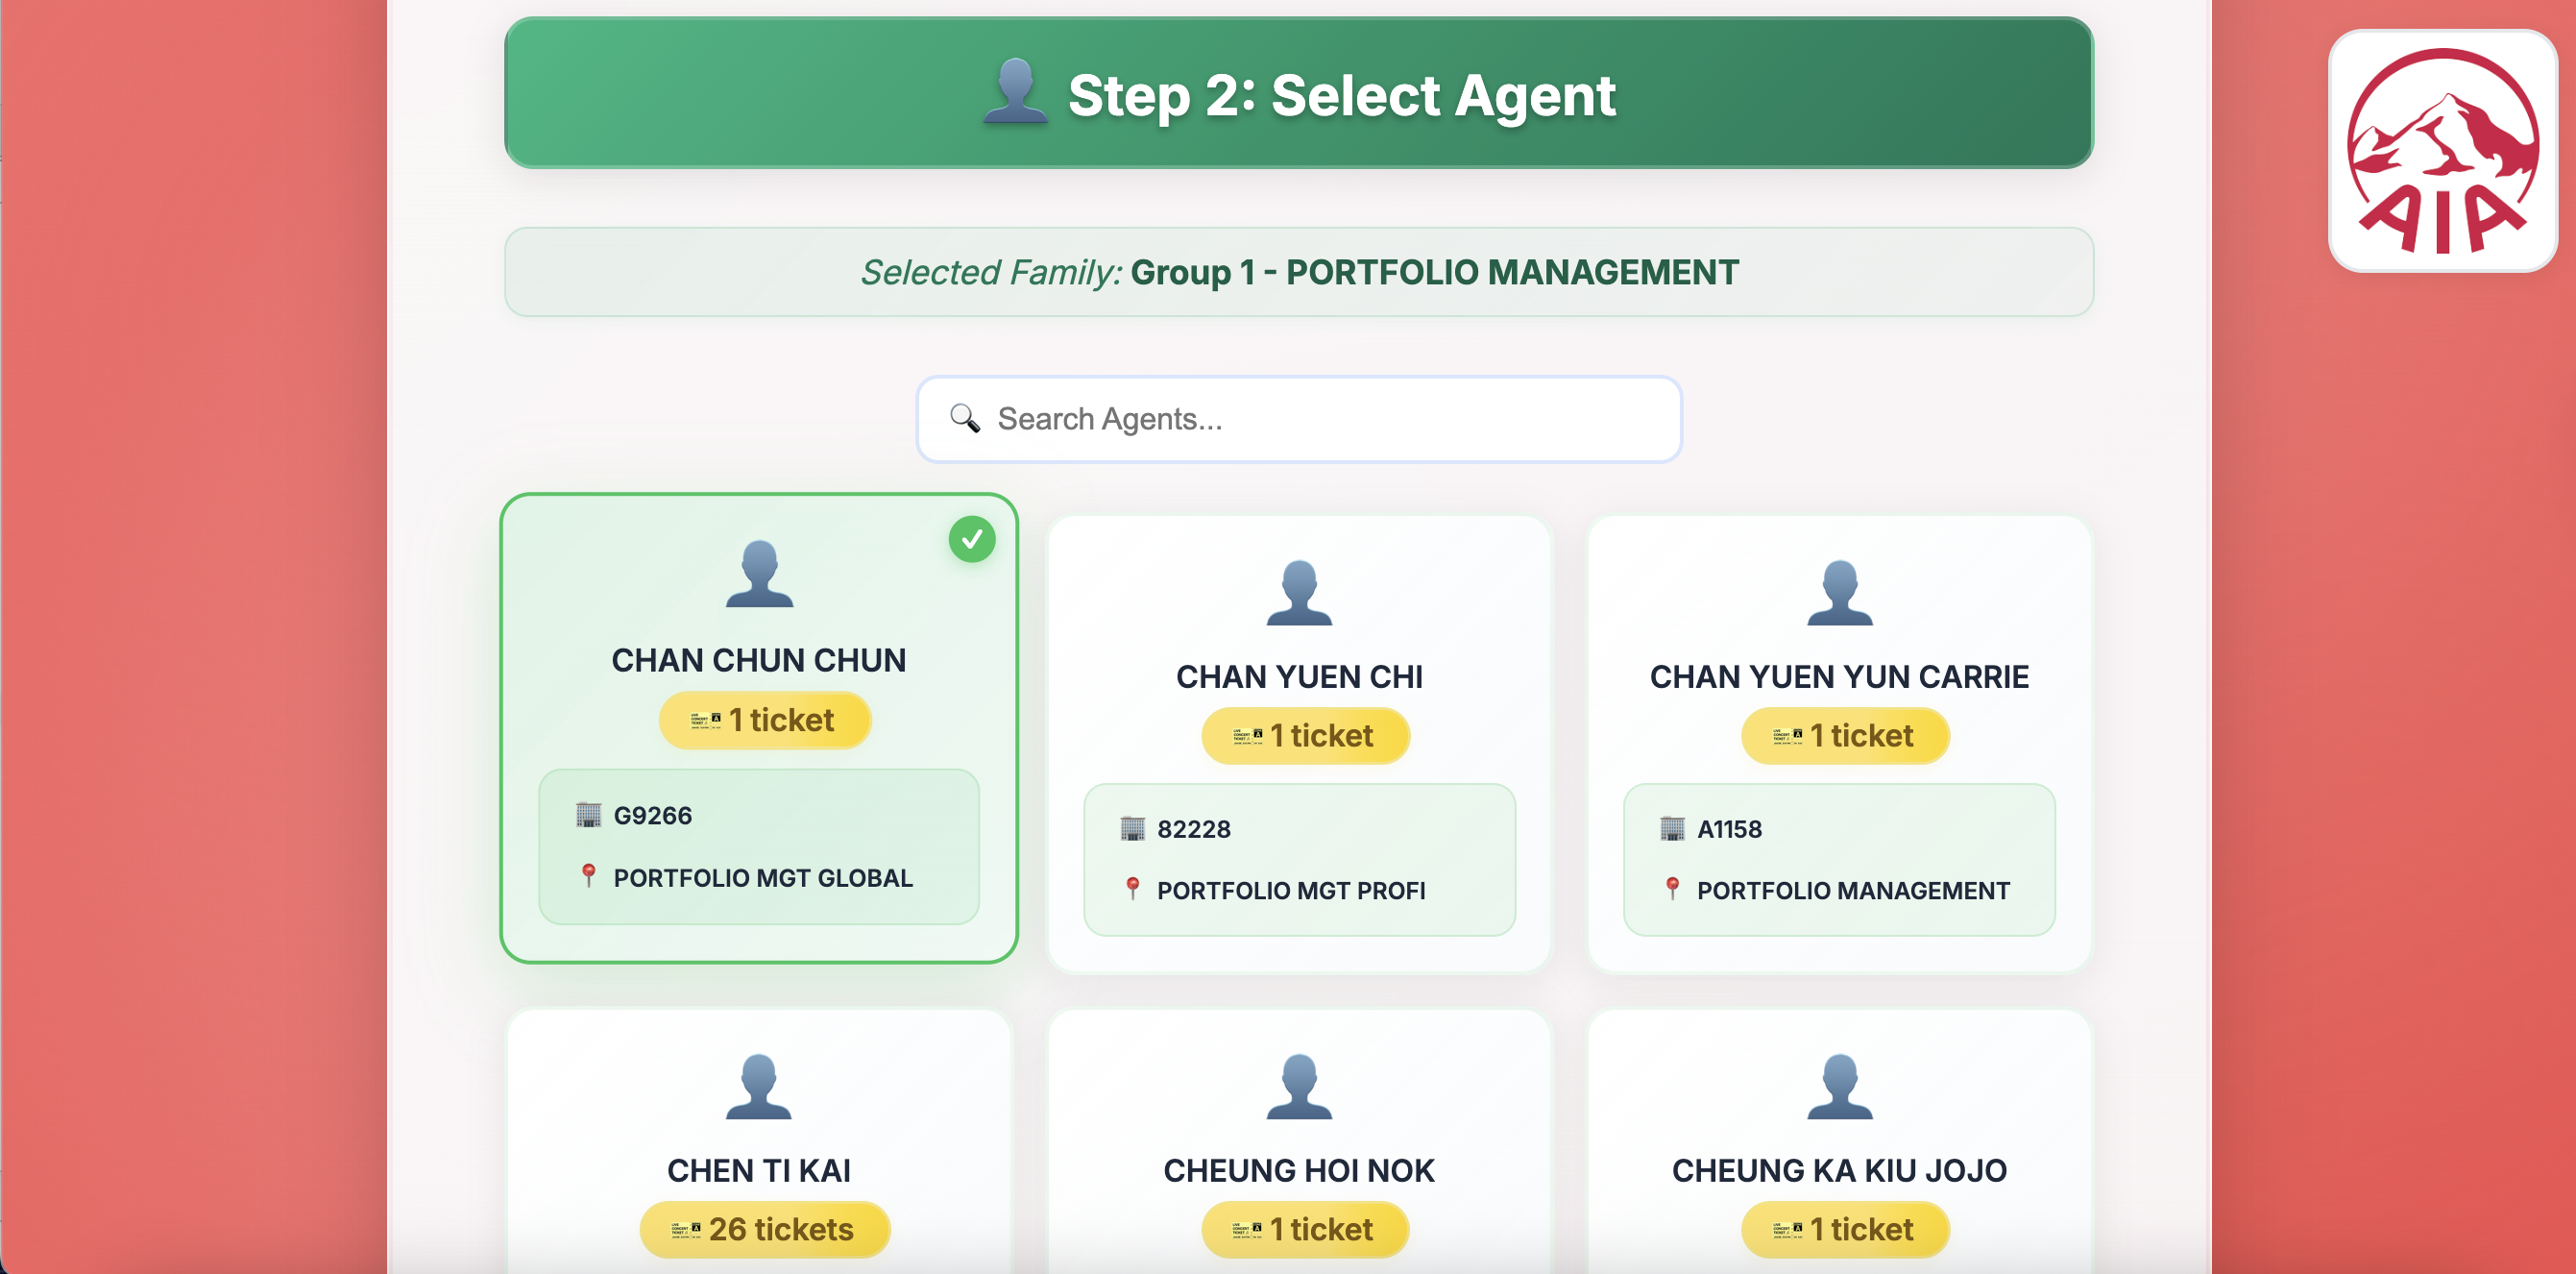 Step 2: Select Agent
AIA
Selected Family: Group 1 - PORTFOLIO MANAGEMENT
Search Agents...
CHAN CHUN CHUN
1 ticket
G9266
PORTFOLIO MGT GLOBAL
CHAN YUEN CHI
1 ticket
82228
PORTFOLIO MGT PROFI
CHAN YUEN YUN CARRIE
1 ticket
A1158
PORTFOLIO MANAGEMENT
CHEN TI KAI
26 tickets
CHEUNG HOI NOK
1 ticket
CHEUNG KA KIU JOJO
1 ticket